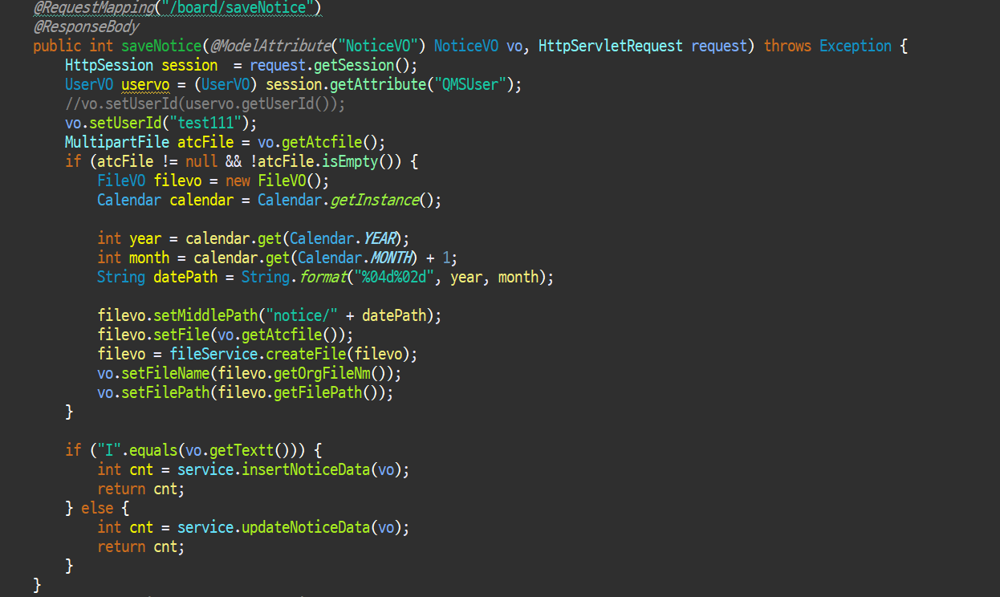 @RequestMapping("/board/saveNotice")
@ResponseBody
public int saveNotice(@ModelAttribute("NoticeVO") NoticeVO vo, HttpServletRequest request) throws Exception {
    HttpSession session  = request.getSession();
    UserVO uservo = (UserVO) session.getAttribute("QMSUser");
    //vo.setUserId(uservo.getUserId());
    vo.setUserId("test111");
    MultipartFile atcFile = vo.getAtcfile();
    if (atcFile != null && !atcFile.isEmpty()) {
        FileVO filevo = new FileVO();
        Calendar calendar = Calendar.getInstance();

        int year = calendar.get(Calendar.YEAR);
        int month = calendar.get(Calendar.MONTH) + 1;
        String datePath = String.format("%04d%02d", year, month);

        filevo.setMiddlePath("notice/" + datePath);
        filevo.setFile(vo.getAtcfile());
        filevo = fileService.createFile(filevo);
        vo.setFileName(filevo.getOrgFileNm());
        vo.setFilePath(filevo.getFilePath());
    }

    if ("I".equals(vo.getTextt())) {
        int cnt = service.insertNoticeData(vo);
        return cnt;
    } else {
        int cnt = service.updateNoticeData(vo);
        return cnt;
    }
}